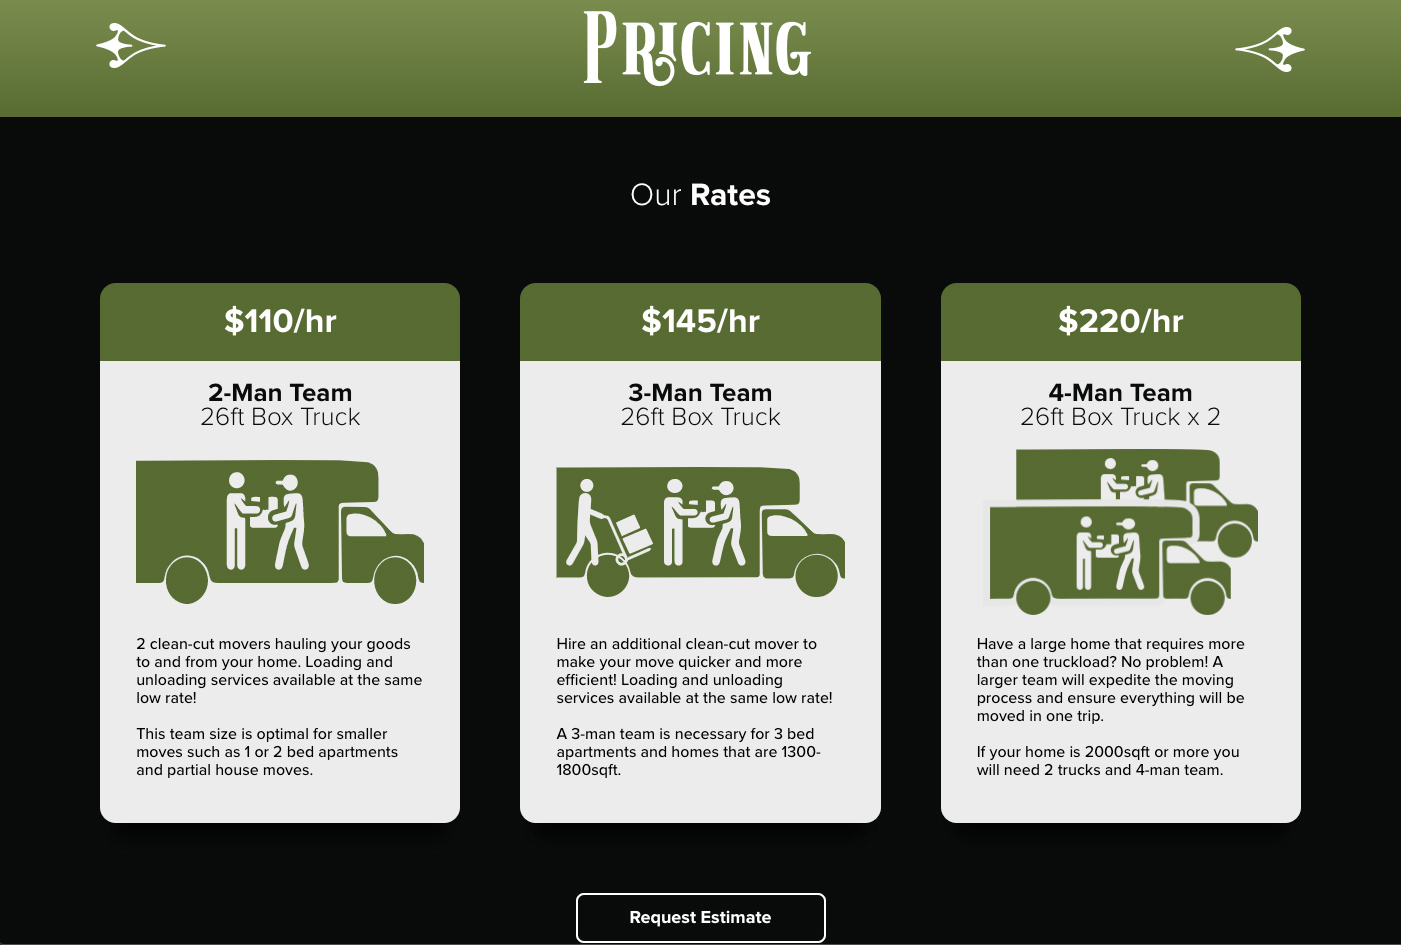 PRICING
Our Rates
$110/hr
2-Man Team
26ft Box Truck
2 clean-cut movers hauling your goods
to and from your home. Loading and
unloading services available at the same
low rate!
This team size is optimal for smaller
moves such as 1 or 2 bed apartments
and partial house moves.
$145/hr
3-Man Team
26ft Box Truck
Hire an additional clean-cut mover to
make your move quicker and more
efficient! Loading and unloading
services available at the same low rate!
A 3-man team is necessary for 3 bed
apartments and homes that are 1300-
1800sqft.
$220/hr
4-Man Team
26ft Box Truck x 2
Have a large home that requires more
than one truckload? No problem! A
larger team will expedite the moving
process and ensure everything will be
moved in one trip.
If your home is 2000sqft or more you
will need 2 trucks and 4-man team.
Request Estimate